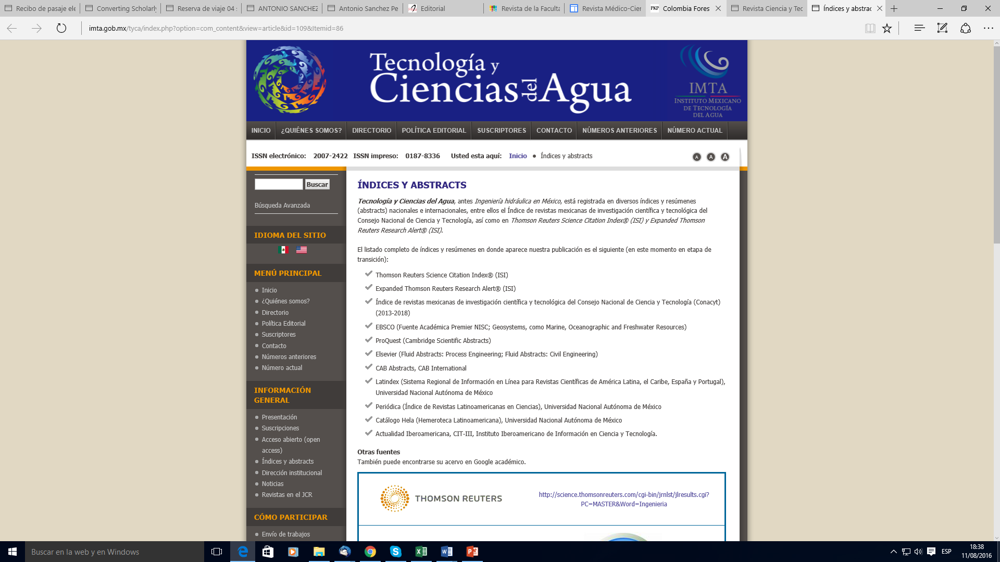 Recibo de pasaje ele
Converting Scholarly
Reserva de viaje 04 s
ANTONIO SANCHEZ
Antonio Sanchez Pe
Editorial
Revista de la Faculta
Revista Médico-Cien
PKP Colombia Fores
Revista Ciencia y Tec
Índices y abstrac
imta.gob.mx/tyca/index.php?option=com_content&view=article&id=109&Itemid=86
Tecnología y
Ciencias del Agua
IMTA
INSTITUTO MEXICANO
DE TECNOLOGÍA
DEL AGUA
INICIO
¿QUIÉNES SOMOS?
DIRECTORIO
POLÍTICA EDITORIAL
SUSCRIPTORES
CONTACTO
NÚMEROS ANTERIORES
NÚMERO ACTUAL
ISSN electrónico: 2007-2422 ISSN impreso: 0187-8336 Usted esta aquí: Inicio • Índices y abstracts
A A A
Buscar
Búsqueda Avanzada
IDIOMA DEL SITIO
MENÚ PRINCIPAL
Inicio
¿Quiénes somos?
Directorio
Política Editorial
Suscriptores
Contacto
Números anteriores
Número actual
INFORMACIÓN
GENERAL
Presentación
Suscripciones
Acceso abierto (open
access)
Índices y abstracts
Dirección institucional
Noticias
Revistas en el JCR
CÓMO PARTICIPAR
Envío de trabajos
ÍNDICES Y ABSTRACTS
Tecnología y Ciencias del Agua, antes Ingeniería hidráulica en México, está registrada en diversos índices y resúmenes
(abstracts) nacionales e internacionales, entre ellos el Índice de revistas mexicanas de investigación científica y tecnológica del
Consejo Nacional de Ciencia y Tecnología, así como en Thomson Reuters Science Citation Index® (ISI) y Expanded Thomson
Reuters Research Alert® (ISI).
El listado completo de índices y resúmenes en donde aparece nuestra publicación es el siguiente (en este momento en etapa de
transición):
Thomson Reuters Science Citation Index® (ISI)
Expanded Thomson Reuters Research Alert® (ISI)
Índice de revistas mexicanas de investigación científica y tecnológica del Consejo Nacional de Ciencia y Tecnología (Conacyt)
(2013-2018)
EBSCO (Fuente Académica Premier NISC; Geosystems, como Marine, Oceanographic and Freshwater Resources)
ProQuest (Cambridge Scientific Abstracts)
Elsevier (Fluid Abstracts: Process Engineering; Fluid Abstracts: Civil Engineering)
CAB Abstracts, CAB International
Latindex (Sistema Regional de Información en Línea para Revistas Científicas de América Latina, el Caribe, España y Portugal),
Universidad Nacional Autónoma de México
Periódica (Índice de Revistas Latinoamericanas en Ciencias), Universidad Nacional Autónoma de México
Catálogo Hela (Hemeroteca Latinoamericana), Universidad Nacional Autónoma de México
Actualidad Iberoamericana, CIT-III, Instituto Iberoamericano de Información en Ciencia y Tecnología.
Otras fuentes
También puede encontrarse su acervo en Google académico.
THOMSON REUTERS
http://science.thomsonreuters.com/cgi-bin/jrnlst/jlresults.cgi?
PC=MASTER&Word=Ingenieria
Buscar en la web y en Windows
ESP
18:38
11/08/2016